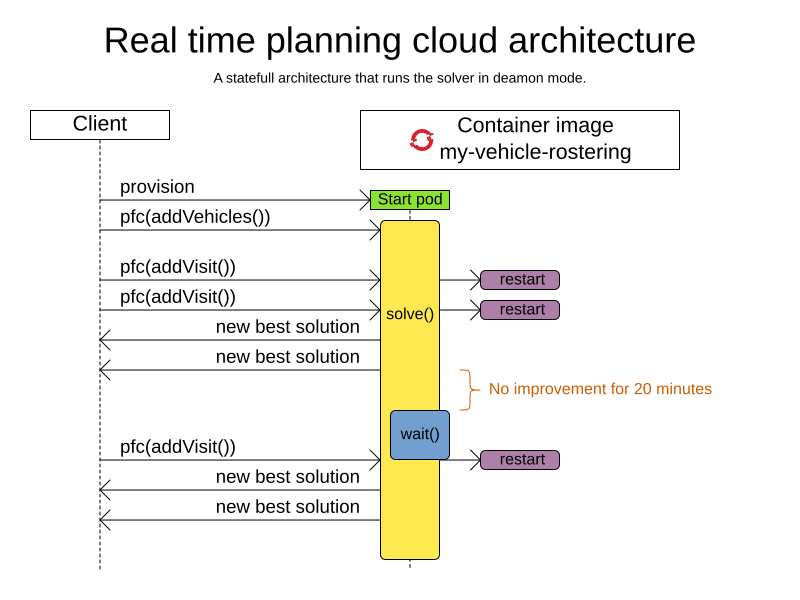 Real time planning cloud architecture
A statefull architecture that runs the solver in deamon mode.
Client
Container image
my-vehicle-rostering
provision
Start pod
pfc(addVehicles())
pfc(addVisit())
restart
pfc(addVisit())
restart
solve()
new best solution
new best solution
No improvement for 20 minutes
wait()
pfc(addVisit())
restart
new best solution
new best solution